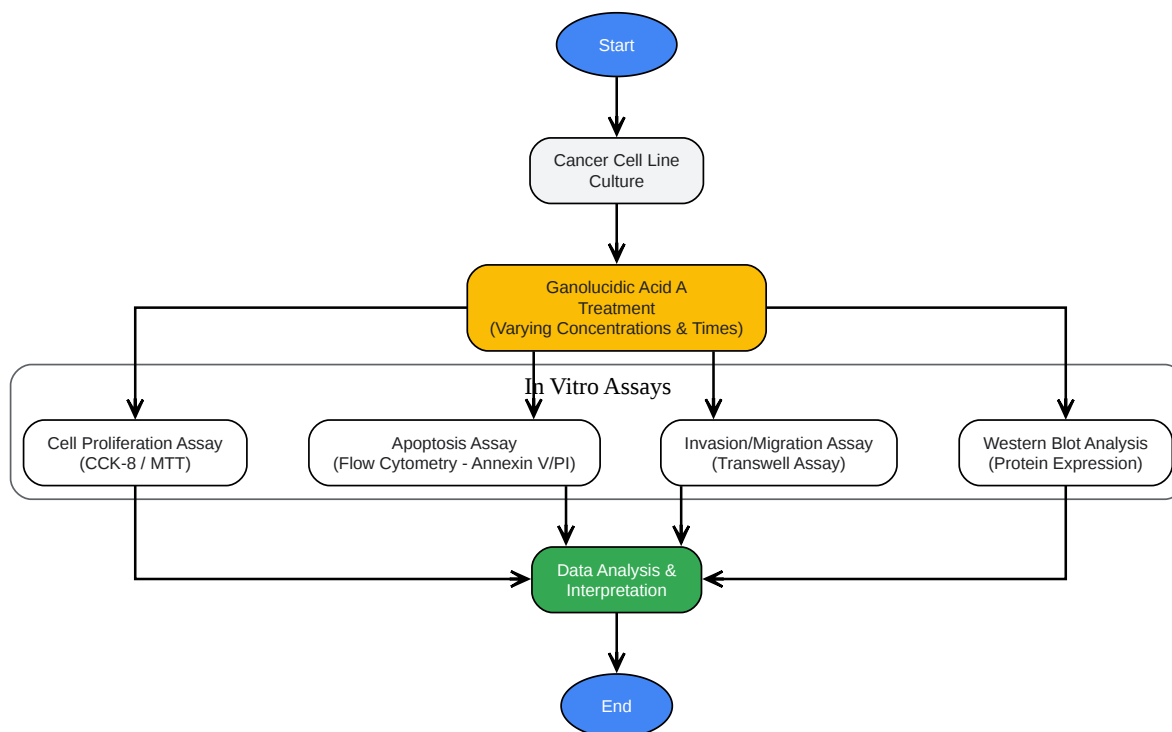 Start
Cancer Cell Line
Culture
Ganolucidic Acid A
Treatment
(Varying Concentrations & Times)
In Vitro Assays
Cell Proliferation Assay
(CCK-8 / MTT)
Apoptosis Assay
(Flow Cytometry - Annexin V/PI)
Invasion/Migration Assay
(Transwell Assay)
Western Blot Analysis
(Protein Expression)
Data Analysis &
Interpretation
End